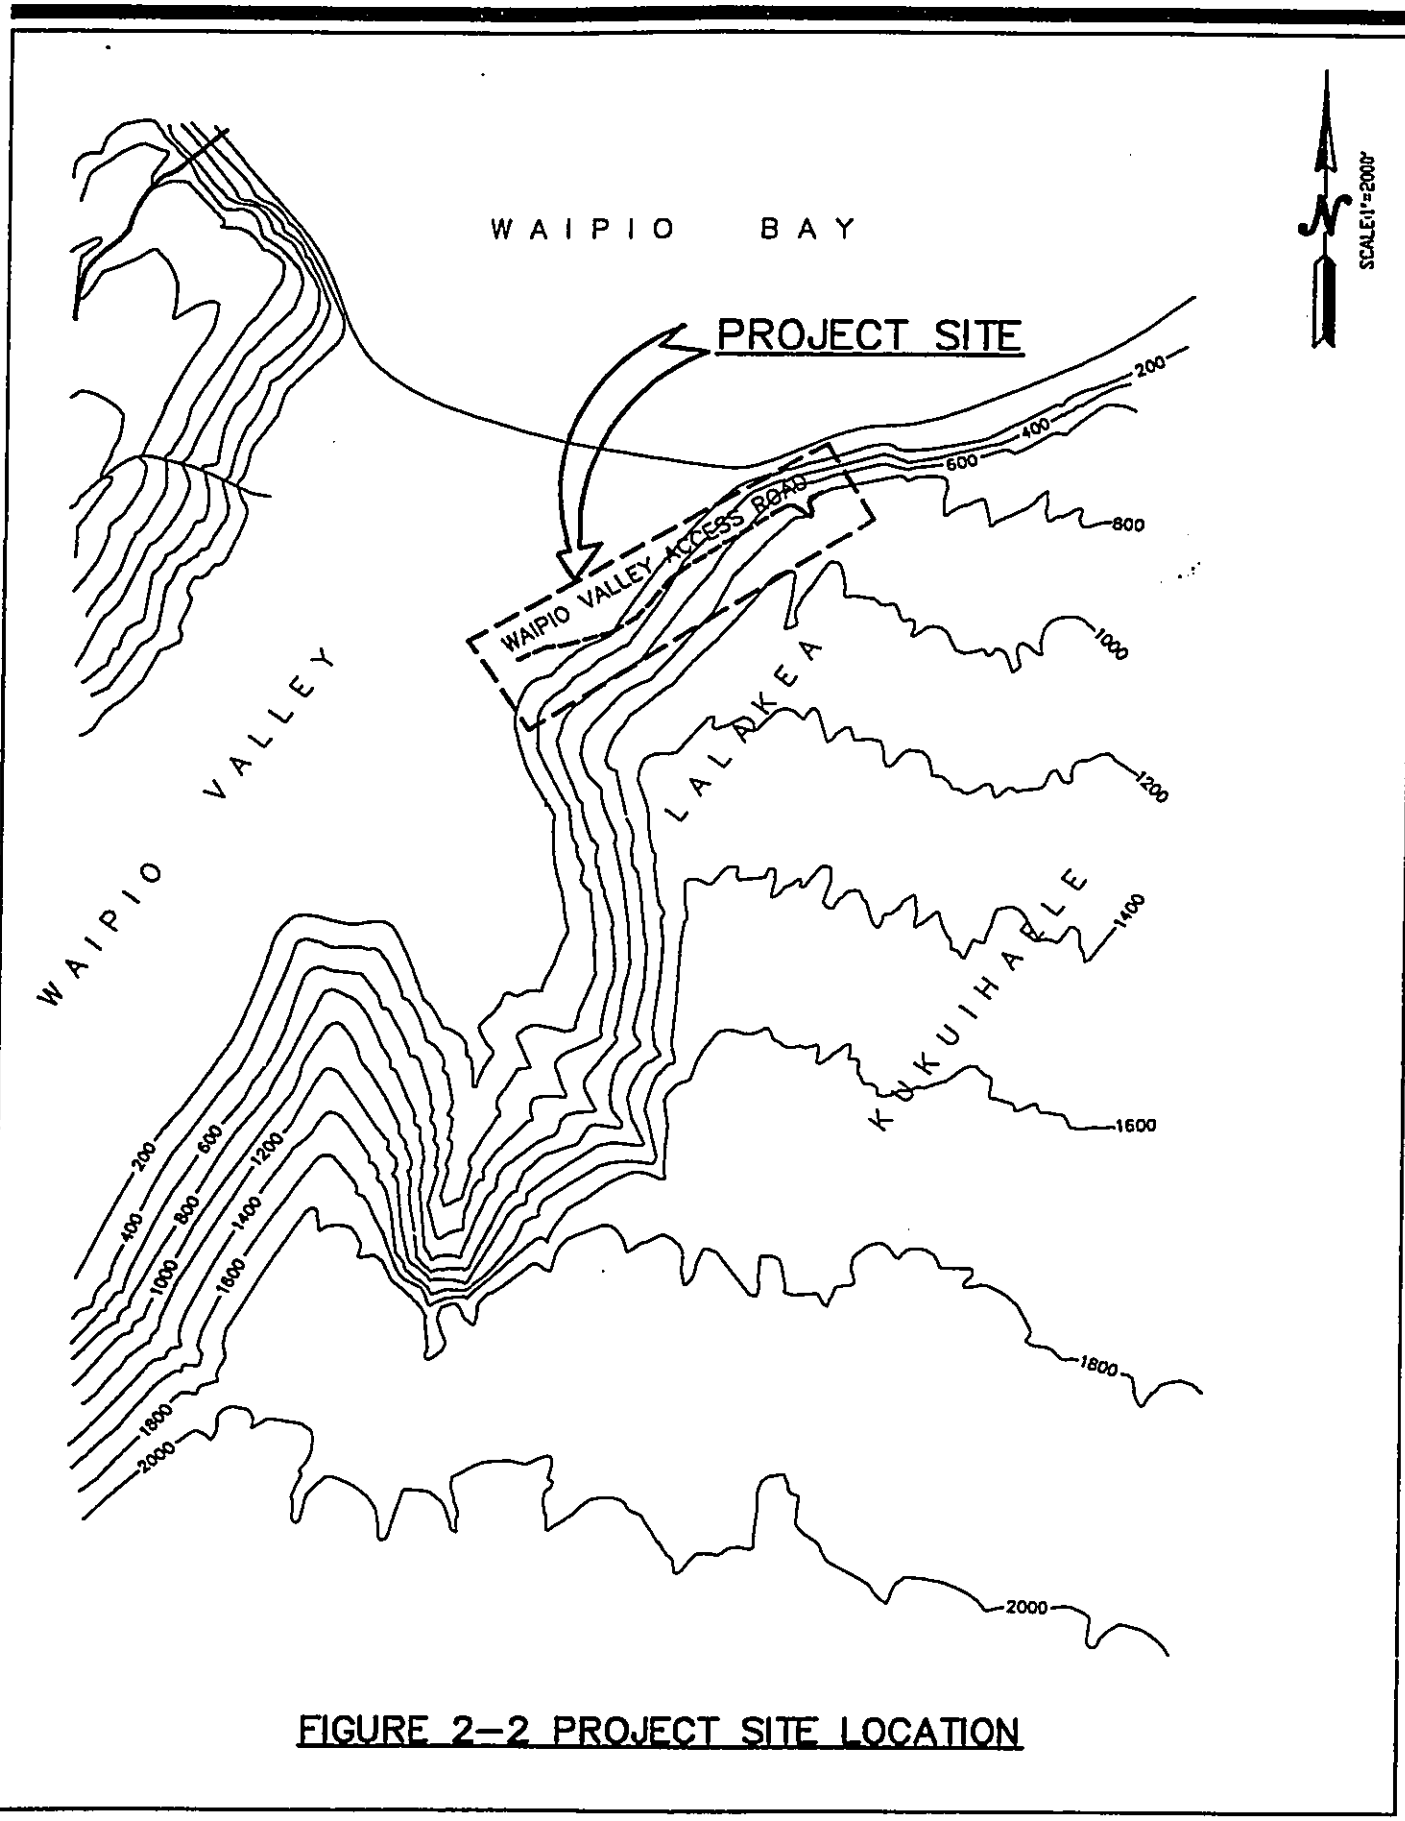 N
SCALE:1"=2000'
WAIPIO BAY
PROJECT SITE
200
400
600
800
WAIPIO VALLEY ACCESS ROAD
1000
LALAKEA
WAIPIO VALLEY
1200
KUKUIHAELE
1400
1600
200
600
1200
400
800
1400
1000
1600
1800
1800
2000
2000
FIGURE 2-2 PROJECT SITE LOCATION